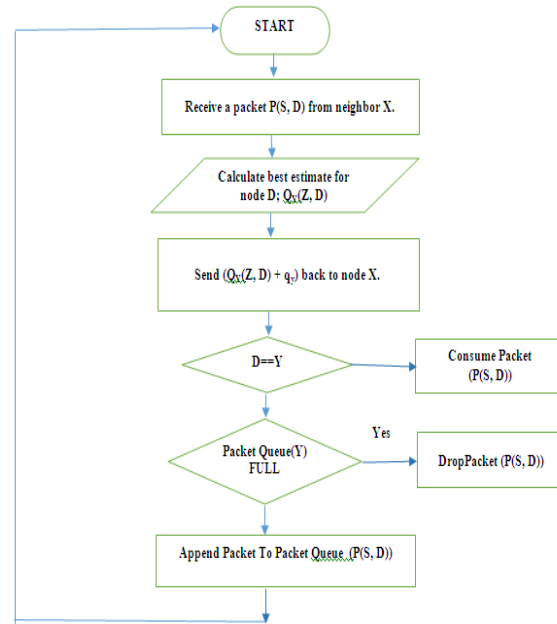 START
Receive a packet P(S, D) from neighbor X.
Calculate best estimate for
node D; Qy(Z, D)
Send (Qy(Z, D) + qy) back to node X.
D==Y
Consume Packet
(P(S, D))
Packet Queue(Y)
FULL
Yes
DropPacket (P(S, D))
Append Packet To Packet Queue (P(S, D))